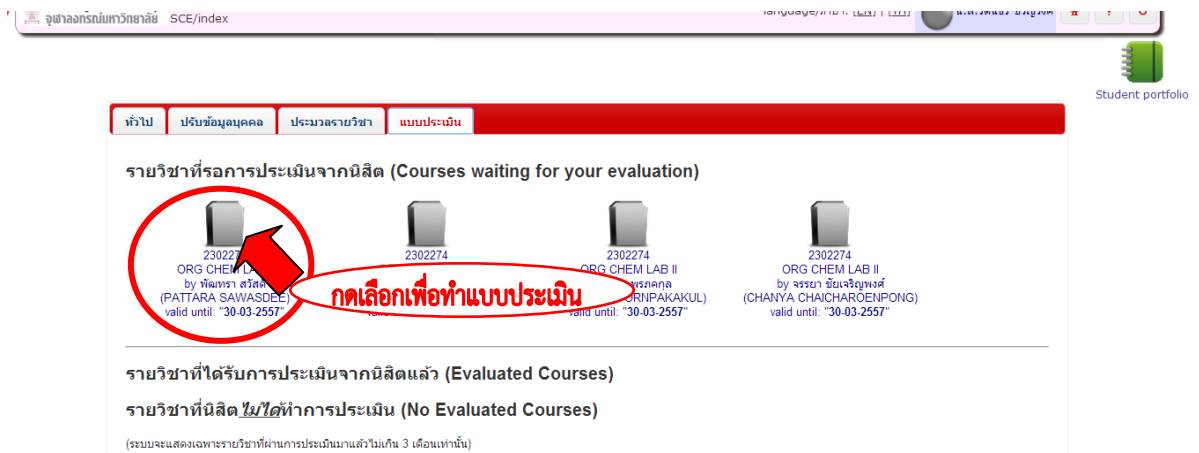 จุฬาลงกรณ์มหาวิทยาลัย SCE/index
language/ภาษา: [EN] | [TH]
Student portfolio
ทั่วไป ปรับข้อมูลบุคคล ประมวลรายวิชา แบบประเมิน
รายวิชาที่รอการประเมินจากนิสิต (Courses waiting for your evaluation)
2302274
ORG CHEM LAB II
by จรรยา ชัยเจริญพงศ์
(CHANYA CHAICHAROENPONG)
valid until: "30-03-2557"
2302274
ORG CHEM LAB II
valid until: "30-03-2557"
2302274
ORG CHEM
by พัฒทรา สวัสดี
(PATTARA SAWASDEE)
valid until: "30-03-2557"
กดเลือกเพื่อทำแบบประเมิน
รายวิชาที่ได้รับการประเมินจากนิสิตแล้ว (Evaluated Courses)
รายวิชาที่นิสิตไม่ได้ทำการประเมิน (No Evaluated Courses)
(ระบบจะแสดงเฉพาะรายวิชาที่ผ่านการประเมินมาแล้วไม่เกิน 3 เดือนเท่านั้น)